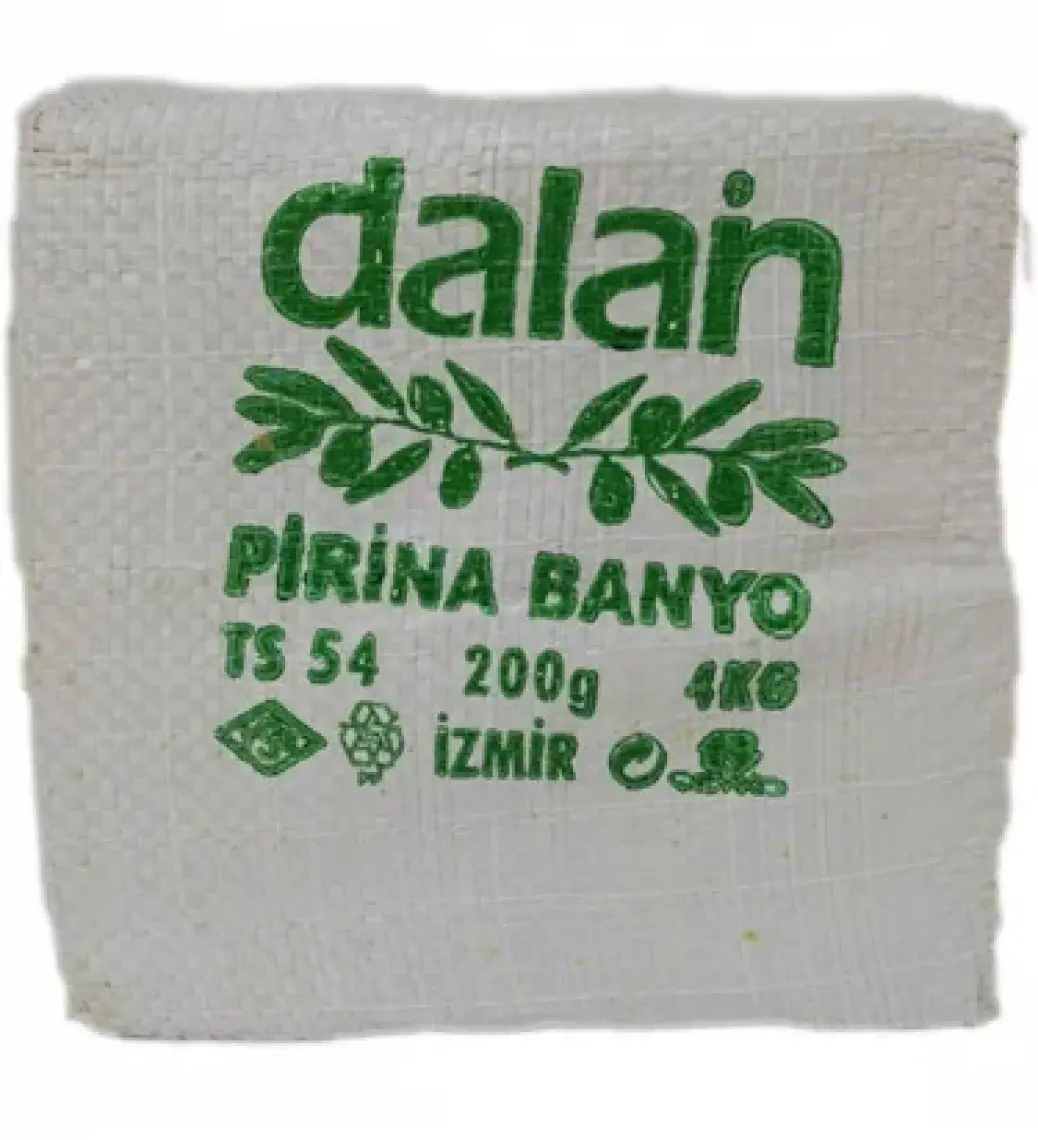 dalan
PİRİNA BANYO
TS 54 200g 4KG
İZMİR